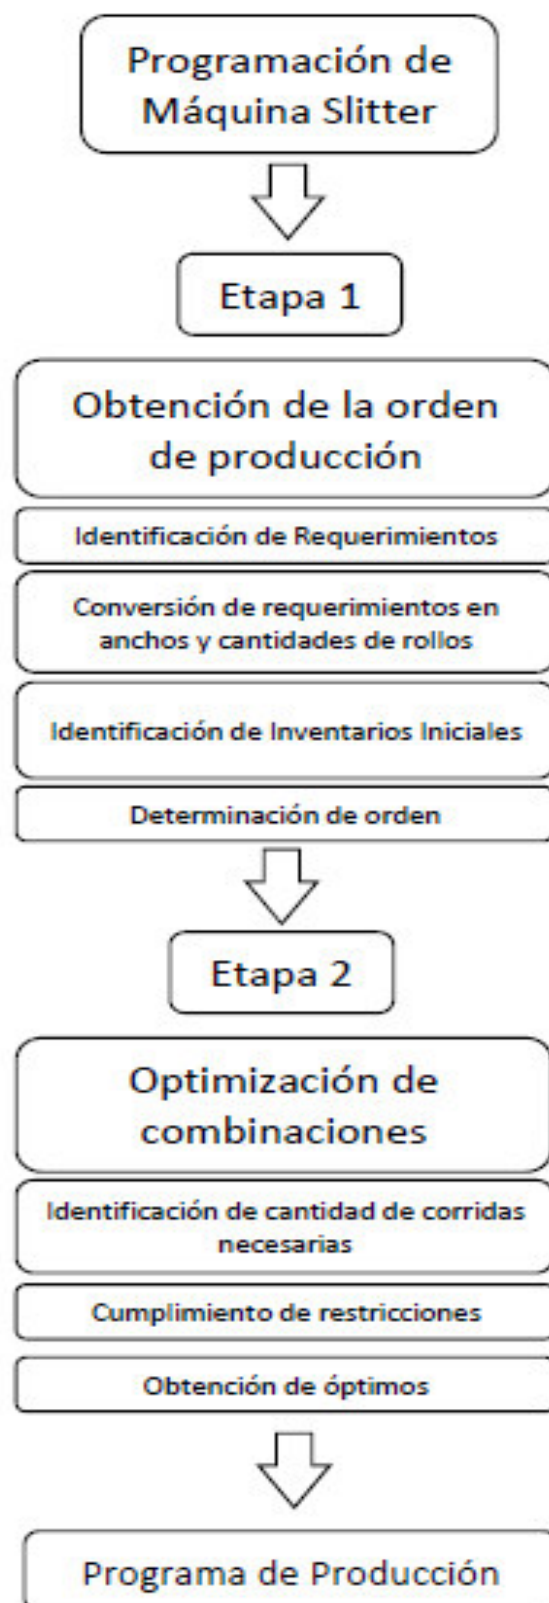 Programación de
Máquina Slitter
Etapa 1
Obtención de la orden
de producción
Identificación de Requerimientos
Conversión de requerimientos en
anchos y cantidades de rollos
Identificación de Inventarios Iniciales
Determinación de orden
Etapa 2
Optimización de
combinaciones
Identificación de cantidad de corridas
necesarias
Cumplimiento de restricciones
Obtención de óptimos
Programa de Producción